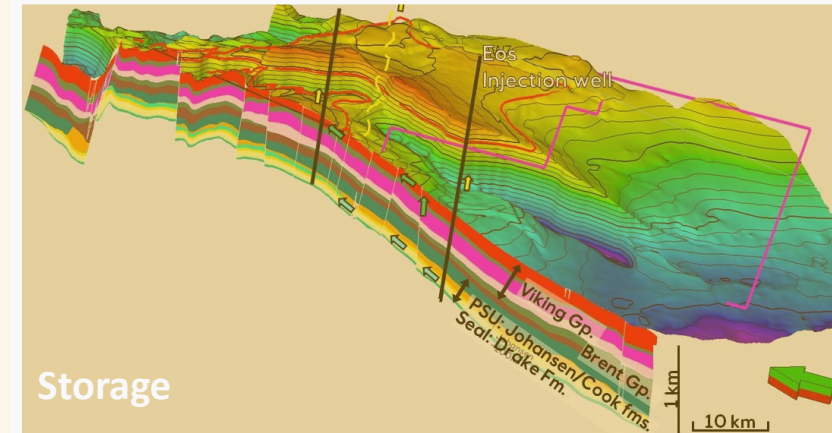 Eos
Injection well
Viking Gp.
Brent Gp.
PSU: Johansen/Cook fms.
Seal: Drake Fm.
Storage
1 km
10 km